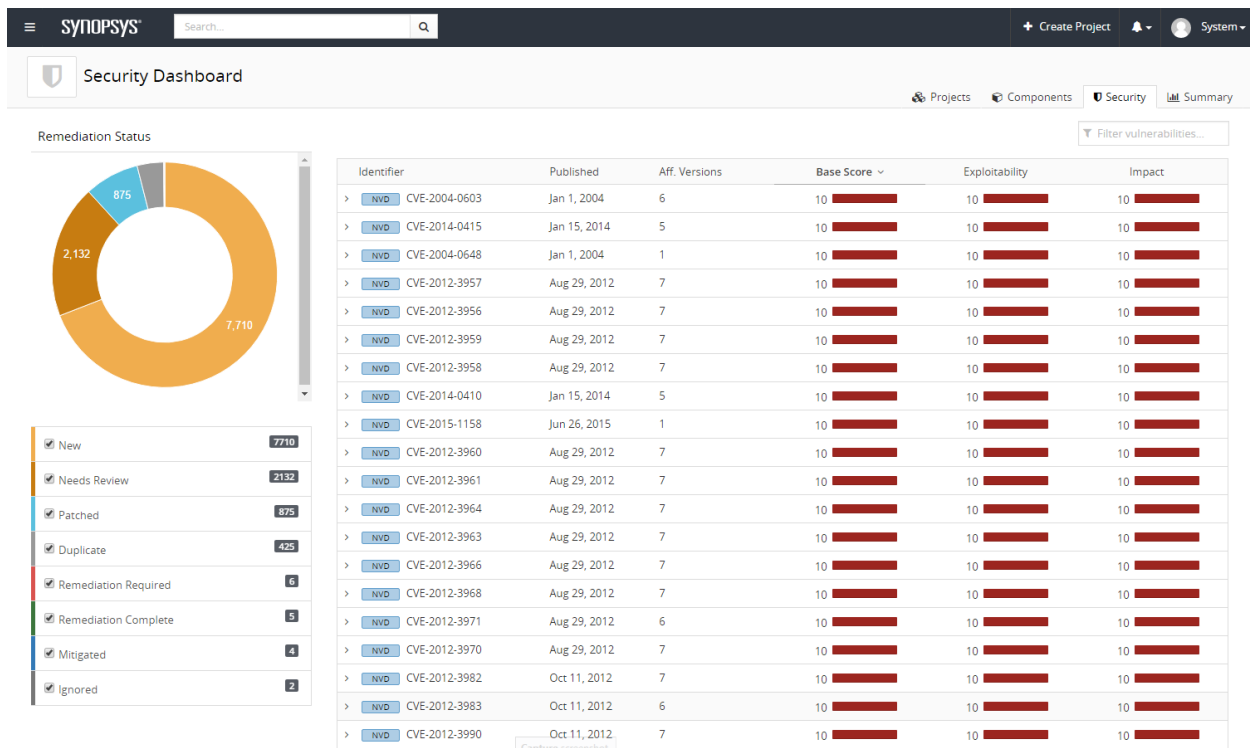 SYNOPSYS®
Search...
Create Project
System
Security Dashboard
Projects
Components
Security
Summary
Remediation Status
Filter vulnerabilities...
875
2,132
7,710
New 7710
Needs Review 2132
Patched 875
Duplicate 425
Remediation Required 6
Remediation Complete 5
Mitigated 4
Ignored 2
Identifier Published Aff. Versions Base Score Exploitability Impact
NVD CVE-2004-0603 Jan 1, 2004 6 10 10 10
NVD CVE-2014-0415 Jan 15, 2014 5 10 10 10
NVD CVE-2004-0648 Jan 1, 2004 1 10 10 10
NVD CVE-2012-3957 Aug 29, 2012 7 10 10 10
NVD CVE-2012-3956 Aug 29, 2012 7 10 10 10
NVD CVE-2012-3959 Aug 29, 2012 7 10 10 10
NVD CVE-2012-3958 Aug 29, 2012 7 10 10 10
NVD CVE-2014-0410 Jan 15, 2014 5 10 10 10
NVD CVE-2015-1158 Jun 26, 2015 1 10 10 10
NVD CVE-2012-3960 Aug 29, 2012 7 10 10 10
NVD CVE-2012-3961 Aug 29, 2012 7 10 10 10
NVD CVE-2012-3964 Aug 29, 2012 7 10 10 10
NVD CVE-2012-3963 Aug 29, 2012 7 10 10 10
NVD CVE-2012-3966 Aug 29, 2012 7 10 10 10
NVD CVE-2012-3968 Aug 29, 2012 7 10 10 10
NVD CVE-2012-3971 Aug 29, 2012 6 10 10 10
NVD CVE-2012-3970 Aug 29, 2012 7 10 10 10
NVD CVE-2012-3982 Oct 11, 2012 7 10 10 10
NVD CVE-2012-3983 Oct 11, 2012 6 10 10 10
NVD CVE-2012-3990 Oct 11, 2012 7 10 10 10